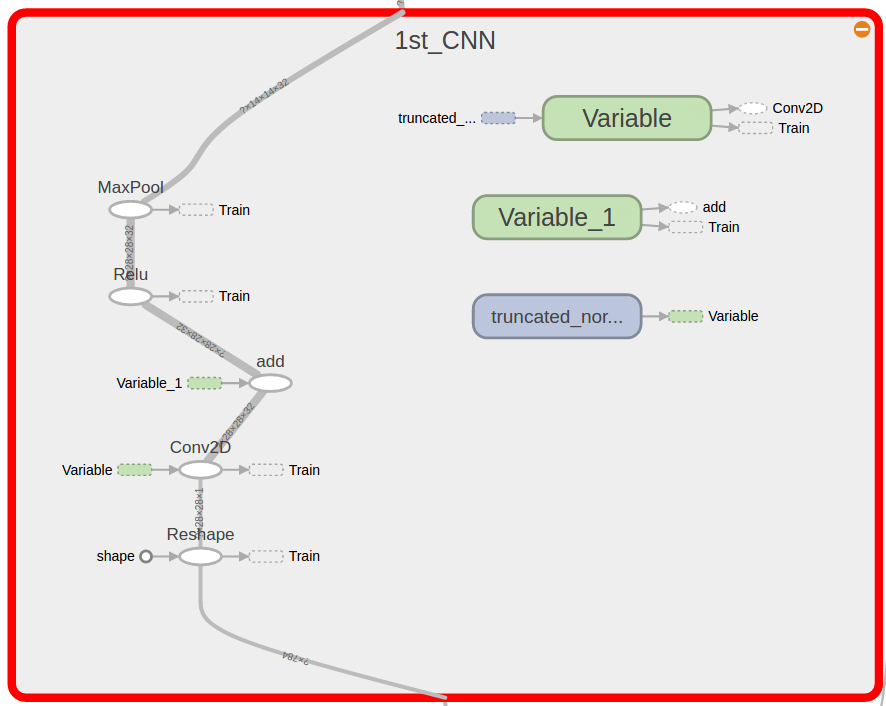 1st_CNN
?×14×14×32
truncated_...
Variable
Conv2D
Train
MaxPool
Train
Variable_1
add
Train
28×28×32
Relu
Train
truncated_nor...
Variable
?×28×28×32
add
Variable_1
28×28×32
Conv2D
Variable
Train
28×28×1
Reshape
shape
Train
?×784